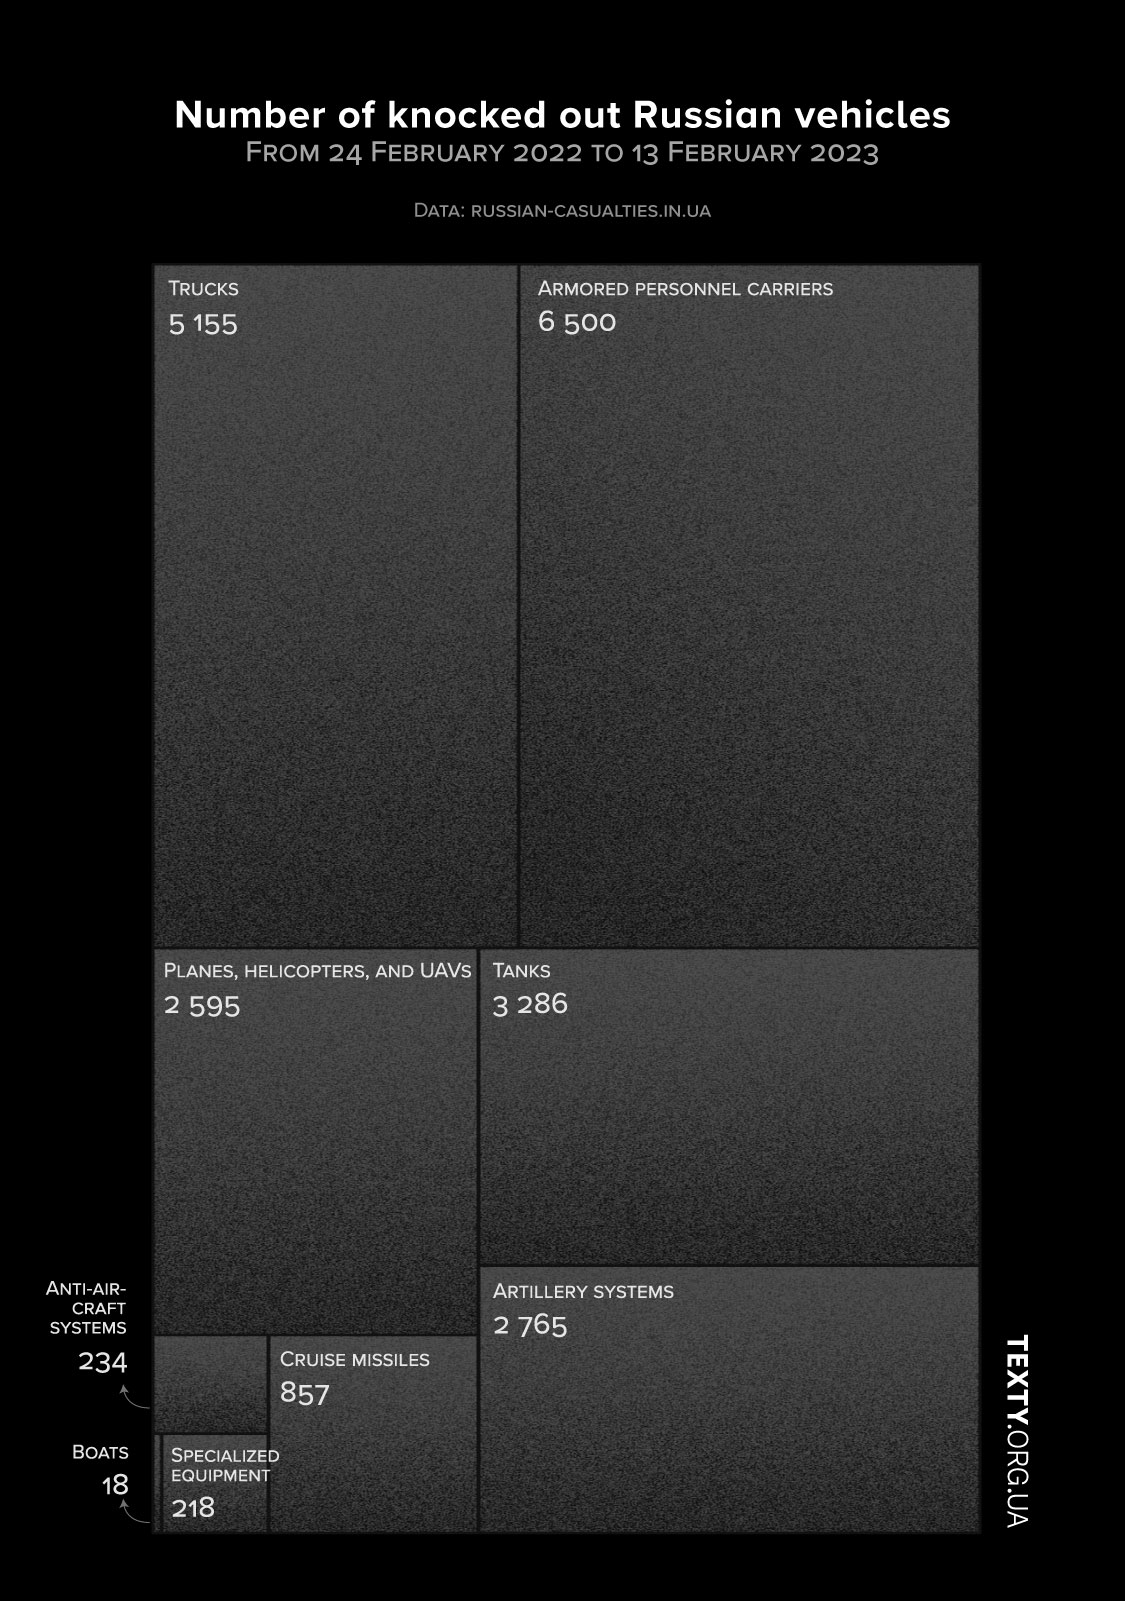 Number of knocked out Russian vehicles
From 24 February 2022 to 13 February 2023
Data: russian-casualties.in.ua
Trucks
5 155
Armored personnel carriers
6 500
Planes, helicopters, and UAVs
2 595
Tanks
3 286
Anti-air-
craft
systems
234
Artillery systems
2 765
Cruise missiles
857
Boats
18
Specialized
equipment
218
TEXTY.ORG.UA